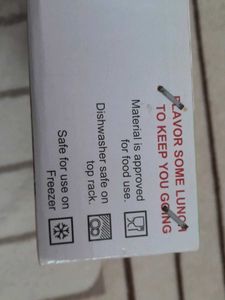 FLAVOR SOME LUNCH
TO KEEP YOU GOING
Material is approved
for food use.
Dishwasher safe on
top rack.
Safe for use on
Freezer